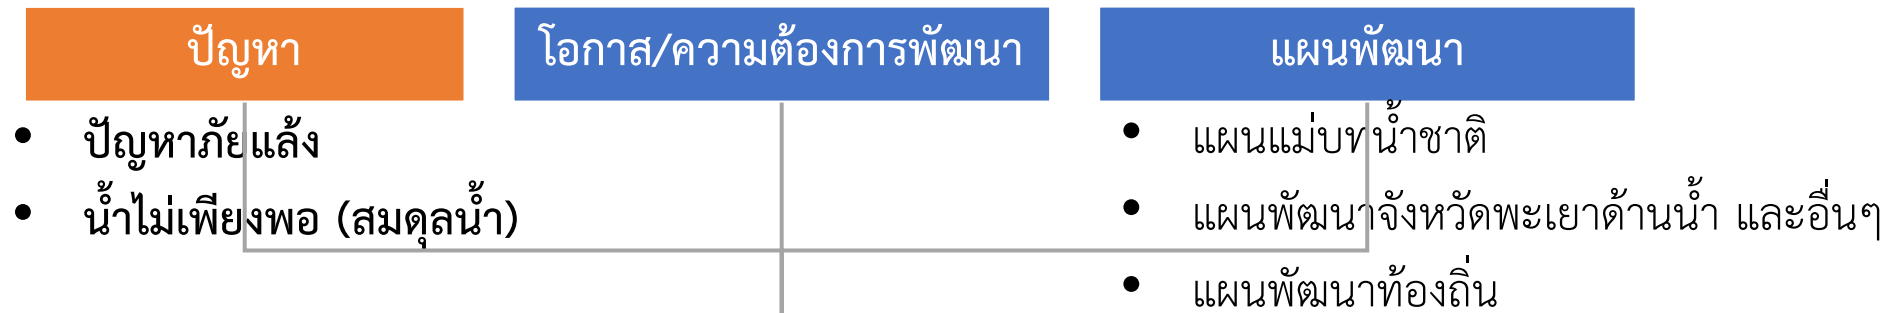 ปัญหา
โอกาส/ความต้องการพัฒนา
แผนพัฒนา
• ปัญหาภัยแล้ง
• น้ำไม่เพียงพอ (สมดุลน้ำ)
• แผนแม่บทน้ำชาติ
• แผนพัฒนาจังหวัดพะเยาด้านน้ำ และอื่นๆ
• แผนพัฒนาท้องถิ่น